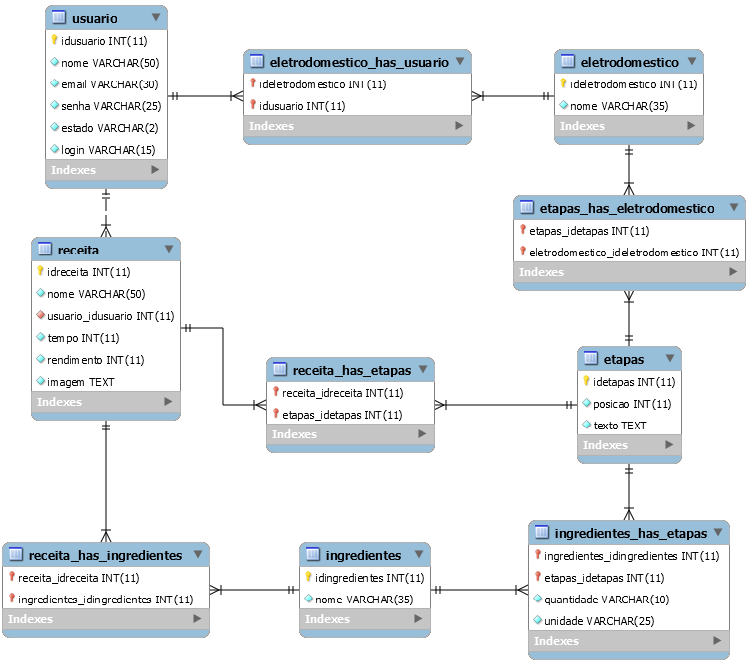 usuario
idusuario INT(11)
nome VARCHAR(50)
email VARCHAR(30)
senha VARCHAR(25)
estado VARCHAR(2)
login VARCHAR(15)
Indexes
eletrodomestico_has_usuario
ideletrodomestico INT(11)
idusuario INT(11)
Indexes
eletrodomestico
ideletrodomestico INT(11)
nome VARCHAR(35)
Indexes
etapas_has_eletrodomestico
etapas_idetapas INT(11)
eletrodomestico_ideletrodomestico INT(11)
Indexes
receita
idreceita INT(11)
nome VARCHAR(50)
usuario_idusuario INT(11)
tempo INT(11)
rendimento INT(11)
imagem TEXT
Indexes
receita_has_etapas
receita_idreceita INT(11)
etapas_idetapas INT(11)
Indexes
etapas
idetapas INT(11)
posicao INT(11)
texto TEXT
Indexes
receita_has_ingredientes
receita_idreceita INT(11)
ingredientes_idingredientes INT(11)
Indexes
ingredientes
idingredientes INT(11)
nome VARCHAR(35)
Indexes
ingredientes_has_etapas
ingredientes_idingredientes INT(11)
etapas_idetapas INT(11)
quantidade VARCHAR(10)
unidade VARCHAR(25)
Indexes